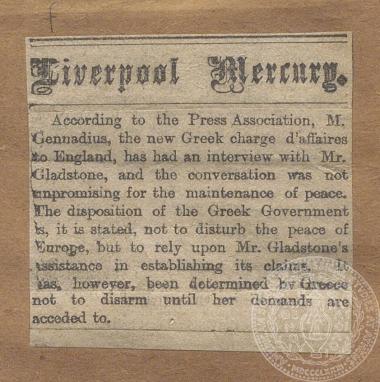 f
Liverpool Mercury.
According to the Press Association, M.
Gennadius, the new Greek charge d'affaires
to England, has had an interview with Mr.
Gladstone, and the conversation was not
unpromising for the maintenance of peace.
The disposition of the Greek Government
is, it is stated, not to disturb the peace of
Europe, but to rely upon Mr. Gladstone's
assistance in establishing its claims. It
has, however, been determined by Greece
not to disarm until her demands are
acceded to.